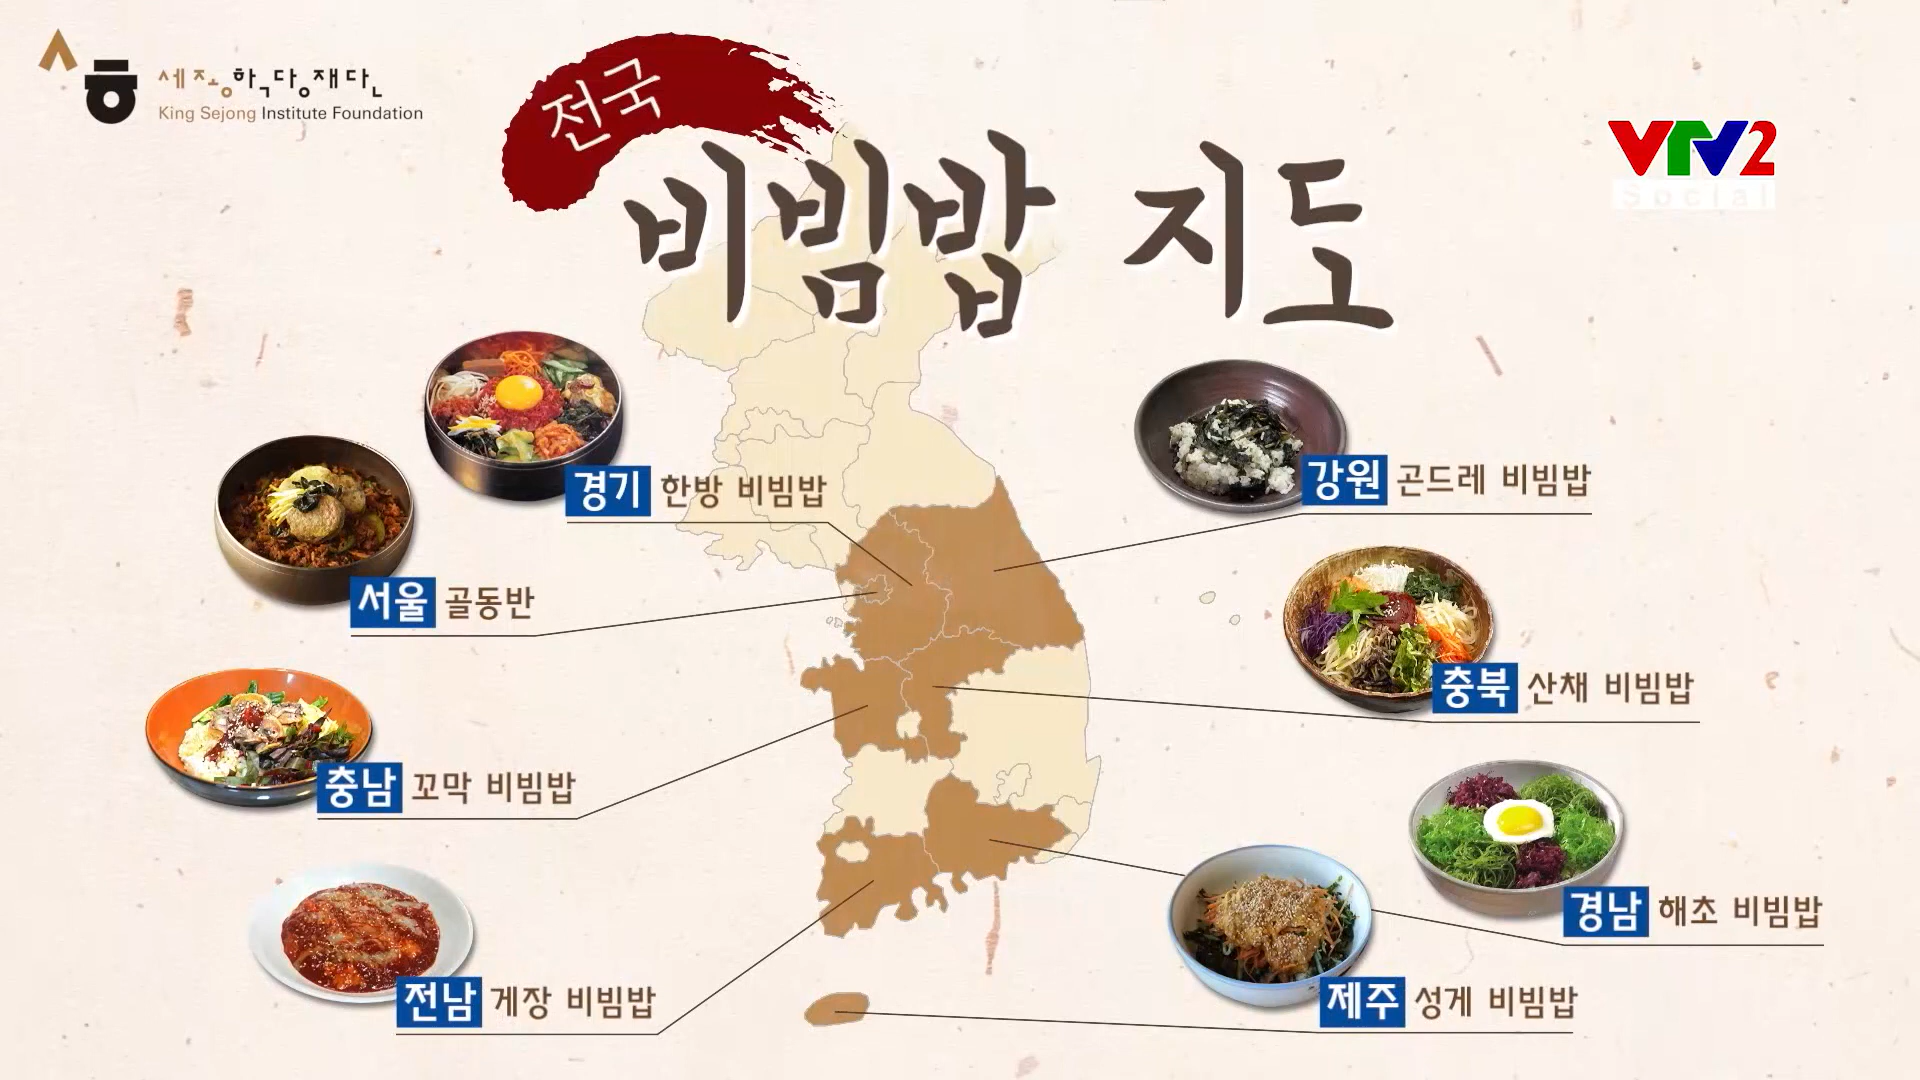 세종학당재단
King Sejong Institute Foundation
전국
비빔밥 지도
VTV2
Social
경기 한방 비빔밥
강원 곤드레 비빔밥
서울 골동반
충북 산채 비빔밥
충남 꼬막 비빔밥
경남 해초 비빔밥
전남 게장 비빔밥
제주 성게 비빔밥